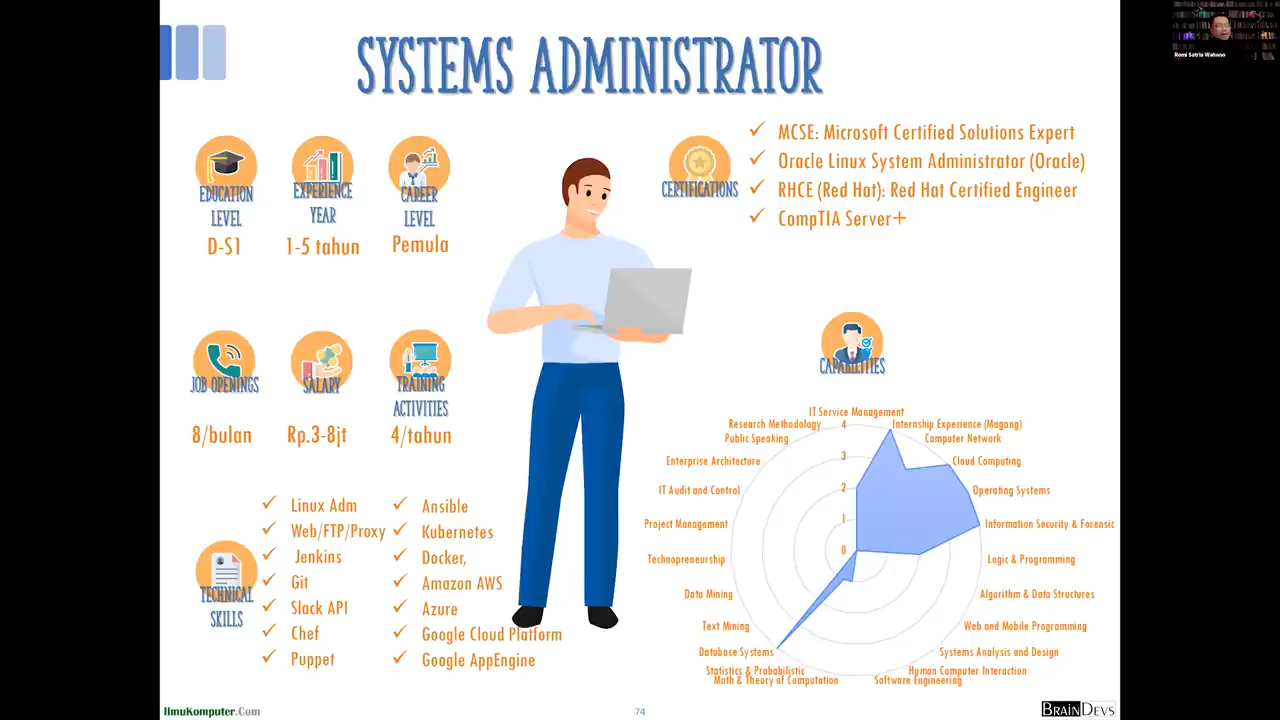 SYSTEMS ADMINISTRATOR
Romi Satria Wahono
EDUCATION
LEVEL
D-S1
EXPERIENCE
YEAR
1-5 tahun
CAREER
LEVEL
Pemula
CERTIFICATIONS
MCSE: Microsoft Certified Solutions Expert
Oracle Linux System Administrator (Oracle)
RHCE (Red Hat): Red Hat Certified Engineer
CompTIA Server+
JOB OPENINGS
8/bulan
SALARY
Rp.3-8jt
TRAINING
ACTIVITIES
4/tahun
TECHNICAL
SKILLS
Linux Adm
Web/FTP/Proxy
Jenkins
Git
Slack API
Chef
Puppet
Ansible
Kubernetes
Docker,
Amazon AWS
Azure
Google Cloud Platform
Google AppEngine
CAPABILITIES
IT Service Management
Internship Experience (Magang)
Computer Network
Cloud Computing
Operating Systems
Information Security & Forensic
Logic & Programming
Algorithm & Data Structures
Web and Mobile Programming
Systems Analysis and Design
Human Computer Interaction
Software Engineering
Math & Theory of Computation
Statistics & Probabilistic
Database Systems
Text Mining
Data Mining
Technopreneurship
Project Management
IT Audit and Control
Enterprise Architecture
Public Speaking
Research Methodology
4
3
2
1
0
IlmuKomputer.Com
74
BRAINDEVS